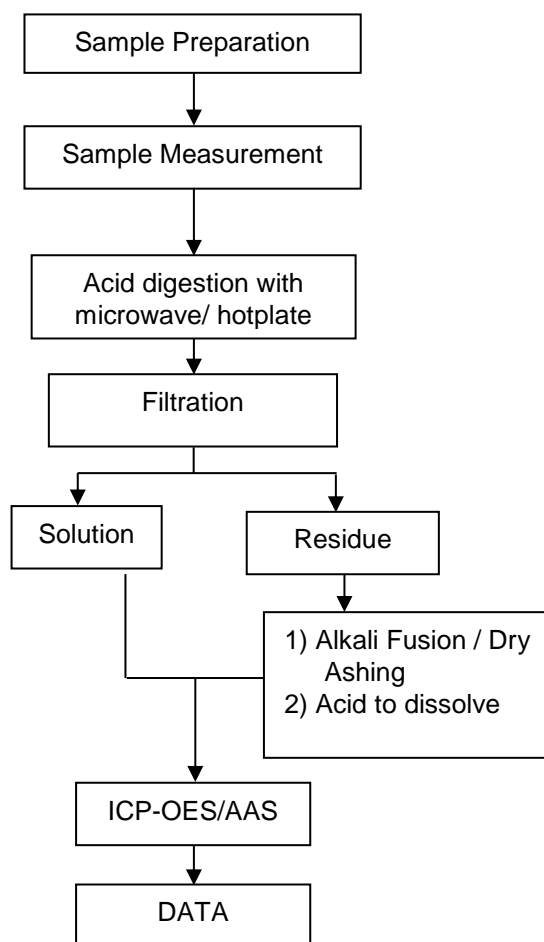 Sample Preparation
Sample Measurement
Acid digestion with
microwave/ hotplate
Filtration
Solution
Residue
1) Alkali Fusion / Dry
Ashing
2) Acid to dissolve
ICP-OES/AAS
DATA